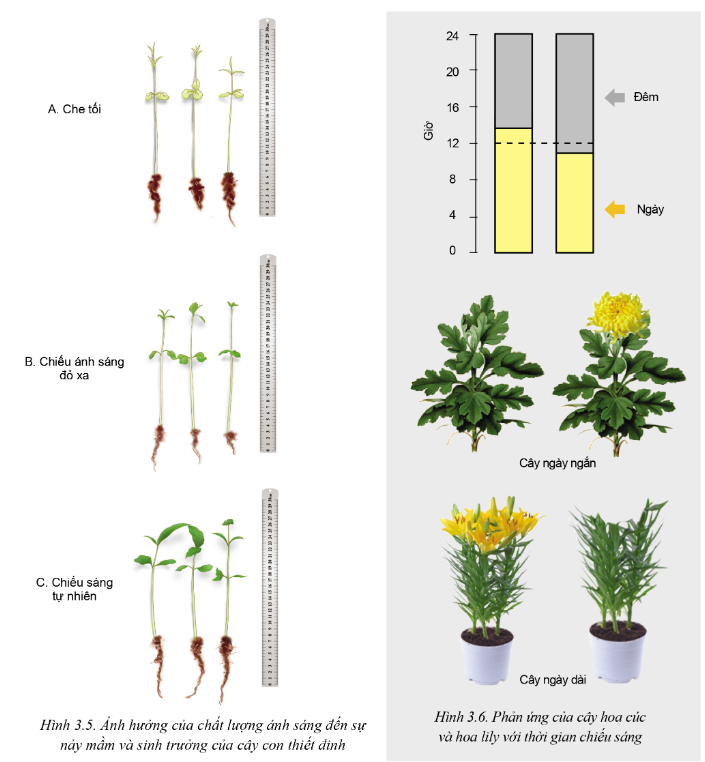 A. Che tối
B. Chiếu ánh sáng
đỏ xa
C. Chiếu sáng
tự nhiên
Hình 3.5. Ảnh hưởng của chất lượng ánh sáng đến sự
nảy mầm và sinh trưởng của cây con thiết đinh
Giờ
24
20
16
12
8
4
0
Đêm
Ngày
Cây ngày ngắn
Cây ngày dài
Hình 3.6. Phản ứng của cây hoa cúc
và hoa lily với thời gian chiếu sáng